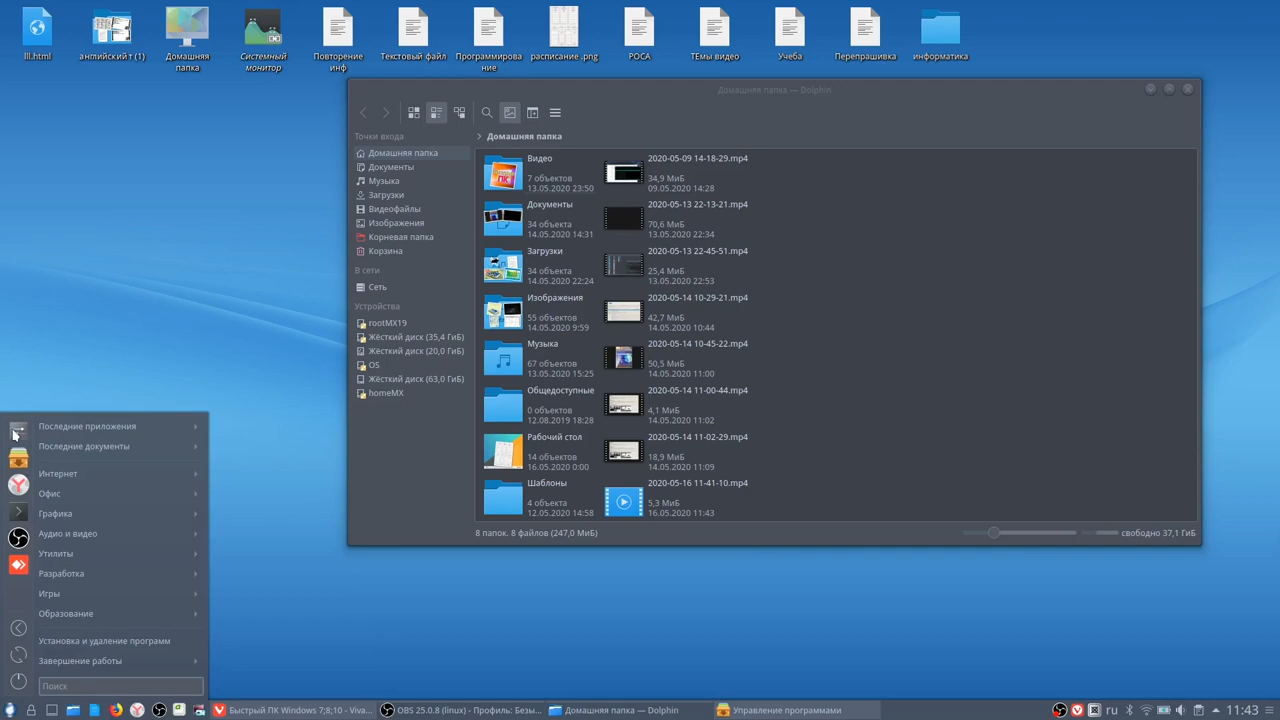 lll.html
английский т (1)
Домашняя
папка
Системный
монитор
Повторение
инф
Текстовый файл
Программирова
ние
расписание .png
РОСА
ТЕмы видео
Учеба
Перепрашивка
информатика
Домашняя папка — Dolphin
Точки входа
Домашняя папка
Документы
Музыка
Загрузки
Видеофайлы
Изображения
Корневая папка
Корзина
В сети
Сеть
Устройства
rootMX19
Жёсткий диск (35,4 ГиБ)
Жёсткий диск (20,0 ГиБ)
OS
Жёсткий диск (63,0 ГиБ)
homeMX
Домашняя папка
Видео
7 объектов
13.05.2020 23:50
Документы
34 объекта
14.05.2020 14:31
Загрузки
34 объекта
14.05.2020 22:24
Изображения
55 объектов
14.05.2020 9:59
Музыка
67 объектов
13.05.2020 15:25
Общедоступные
0 объектов
12.08.2019 18:28
Рабочий стол
14 объектов
16.05.2020 0:00
Шаблоны
4 объекта
12.05.2020 14:58
2020-05-09 14-18-29.mp4
34,9 МиБ
09.05.2020 14:28
2020-05-13 22-13-21.mp4
70,6 МиБ
13.05.2020 22:34
2020-05-13 22-45-51.mp4
25,4 МиБ
13.05.2020 22:53
2020-05-14 10-29-21.mp4
42,7 МиБ
14.05.2020 10:44
2020-05-14 10-45-22.mp4
50,5 МиБ
14.05.2020 11:00
2020-05-14 11-00-44.mp4
4,1 МиБ
14.05.2020 11:02
2020-05-14 11-02-29.mp4
18,9 МиБ
14.05.2020 11:09
2020-05-16 11-41-10.mp4
5,3 МиБ
16.05.2020 11:43
8 папок. 8 файлов (247,0 МиБ)
свободно 37,1 ГиБ
Последние приложения
Последние документы
Интернет
Офис
Графика
Аудио и видео
Утилиты
Разработка
Игры
Образование
Установка и удаление программ
Завершение работы
Поиск
Быстрый ПК Windows 7;8;10 - Viva...
OBS 25.0.8 (linux) - Профиль: Безы...
Домашняя папка — Dolphin
Управление программами
ru
11:43